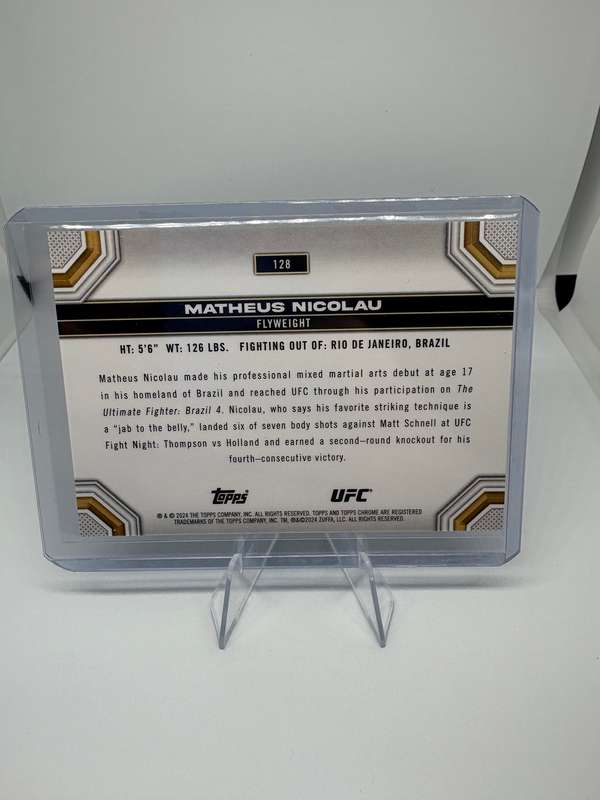 128
MATHEUS NICOLAU
FLYWEIGHT
HT: 5'6" WT: 126 LBS. FIGHTING OUT OF: RIO DE JANEIRO, BRAZIL
Matheus Nicolau made his professional mixed martial arts debut at age 17
in his homeland of Brazil and reached UFC through his participation on The
Ultimate Fighter: Brazil 4. Nicolau, who says his favorite striking technique is
a “jab to the belly,” landed six of seven body shots against Matt Schnell at UFC
Fight Night: Thompson vs Holland and earned a second–round knockout for his
fourth–consecutive victory.
Topps UFC
® & © 2024 THE TOPPS COMPANY, INC. ALL RIGHTS RESERVED. TOPPS AND TOPPS CHROME ARE REGISTERED
TRADEMARKS OF THE TOPPS COMPANY, INC. TM, ®&©2024 ZUFFA, LLC. ALL RIGHTS RESERVED.